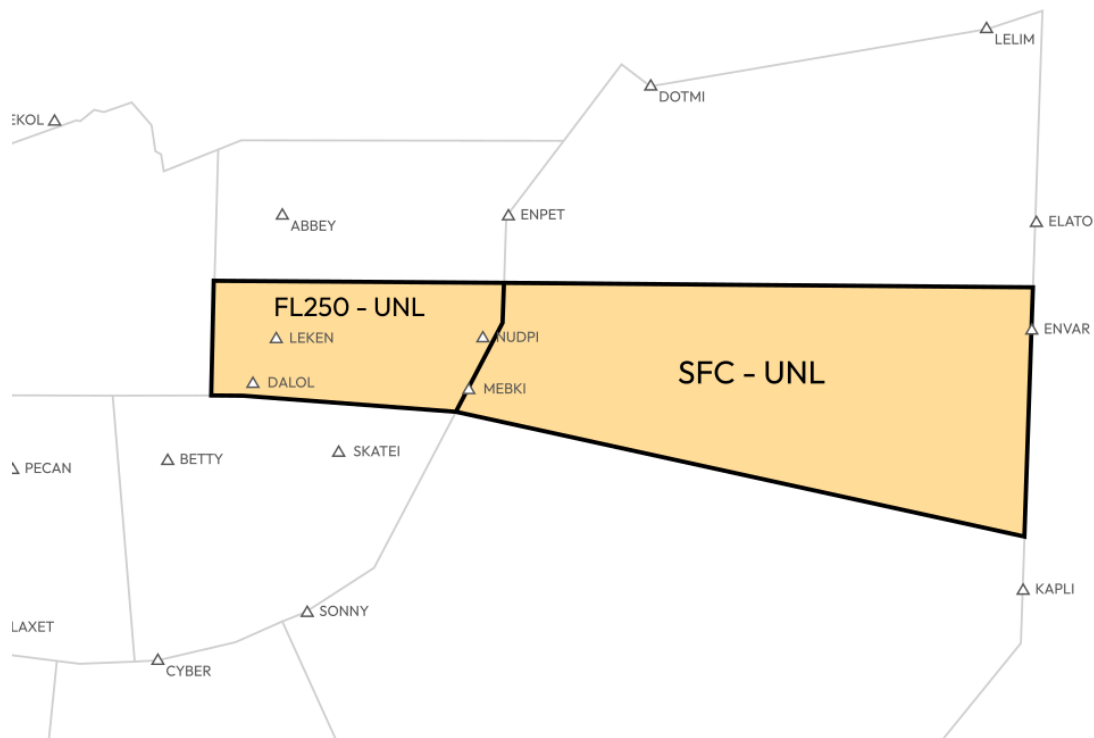 LELIM
DOTMI
EKOL
ENPET
ABBEY
ELATO
FL250 - UNL
ENVAR
LEKEN
NUDPI
SFC - UNL
DALOL
MEBKI
SKATEI
BETTY
PECAN
KAPLI
SONNY
LAXET
CYBER